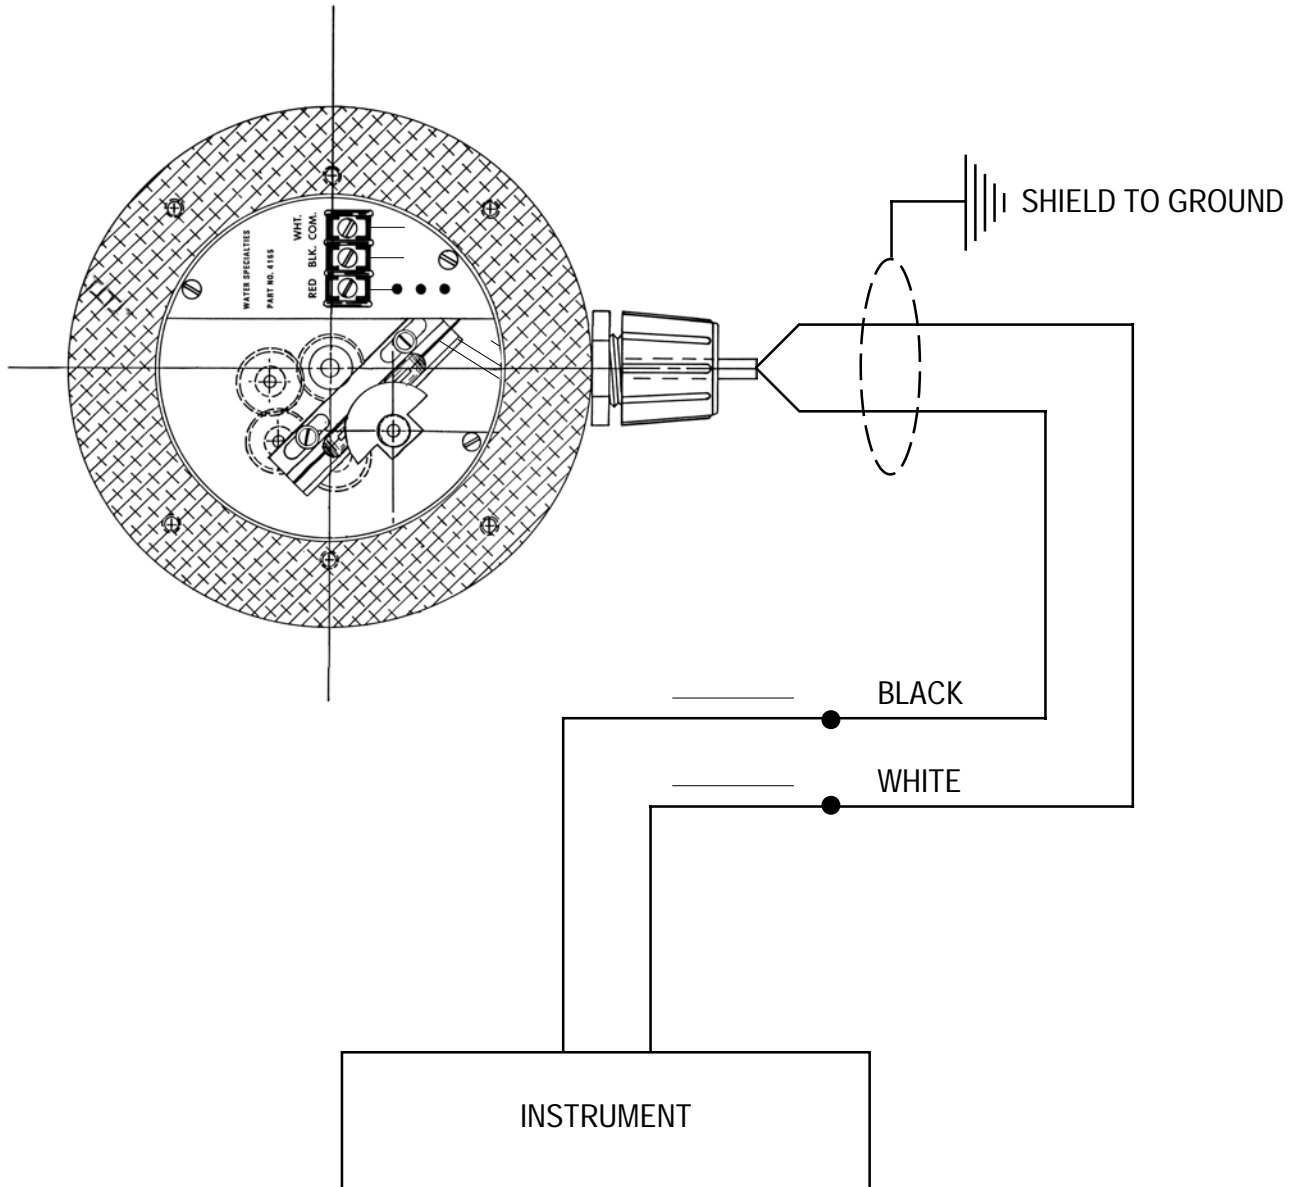 WATER SPECIALTIES
PART NO. 4165
WHT.
RED BLK. COM.
SHIELD TO GROUND
BLACK
WHITE
INSTRUMENT